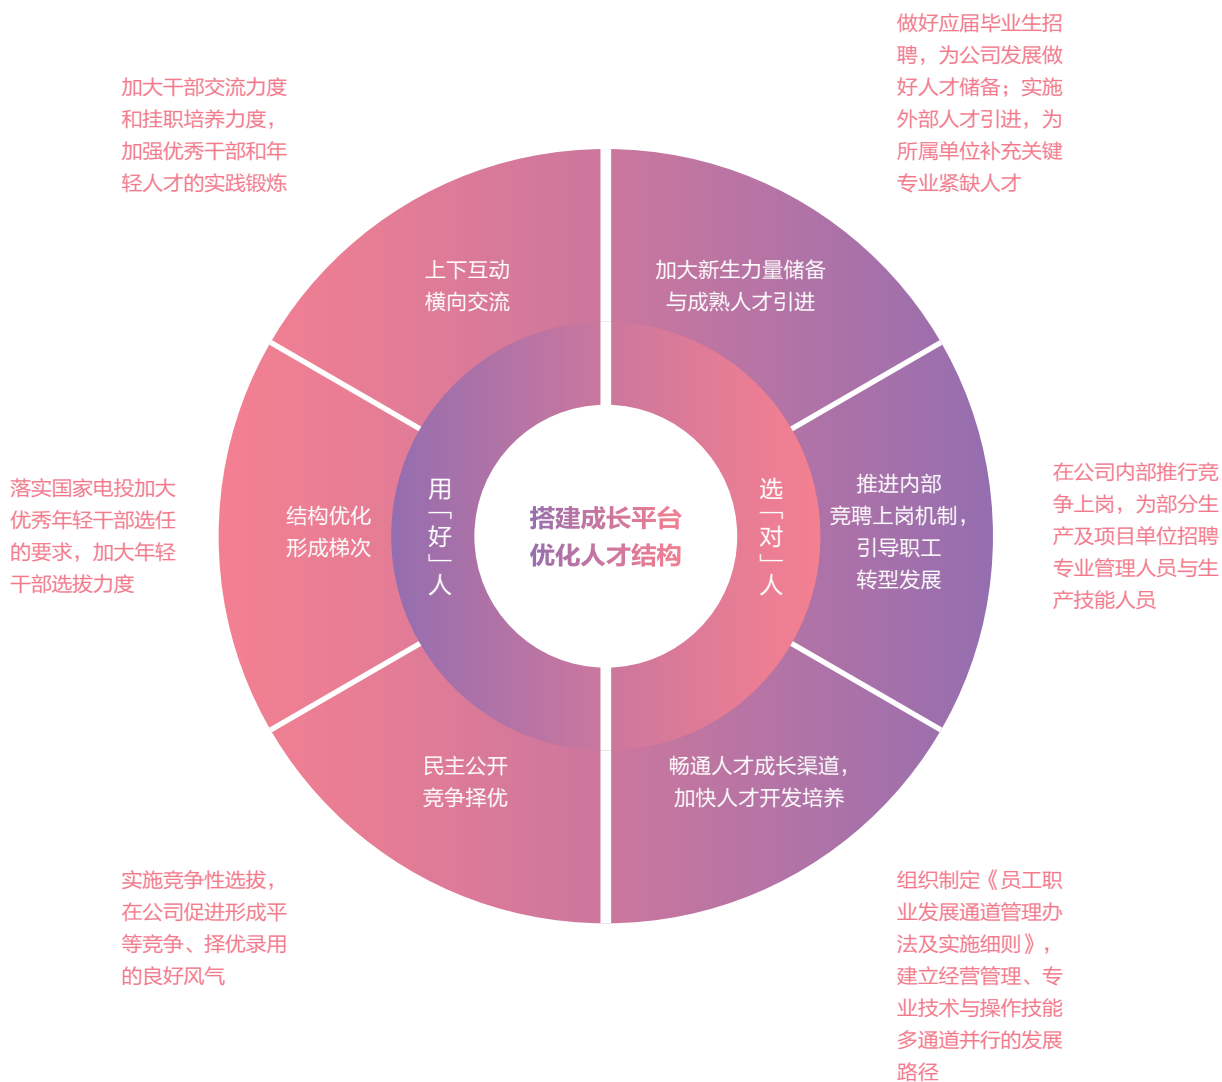 搭建成长平台
优化人才结构
选「对」人
加大新生力量储备
与成熟人才引进
做好应届毕业生招
聘，为公司发展做
好人才储备；实施
外部人才引进，为
所属单位补充关键
专业紧缺人才
推进内部
竞聘上岗机制，
引导职工
转型发展
在公司内部推行竞
争上岗，为部分生
产及项目单位招聘
专业管理人员与生
产技能人员
畅通人才成长渠道，
加快人才开发培养
组织制定《员工职
业发展通道管理办
法及实施细则》，
建立经营管理、专
业技术与操作技能
多通道并行的发展
路径
用「好」人
上下互动
横向交流
加大干部交流力度
和挂职培养力度，
加强优秀干部和年
轻人才的实践锻炼
结构优化
形成梯次
落实国家电投加大
优秀年轻干部选任
的要求，加大年轻
干部选拔力度
民主公开
竞争择优
实施竞争性选拔，
在公司促进形成平
等竞争、择优录用
的良好风气